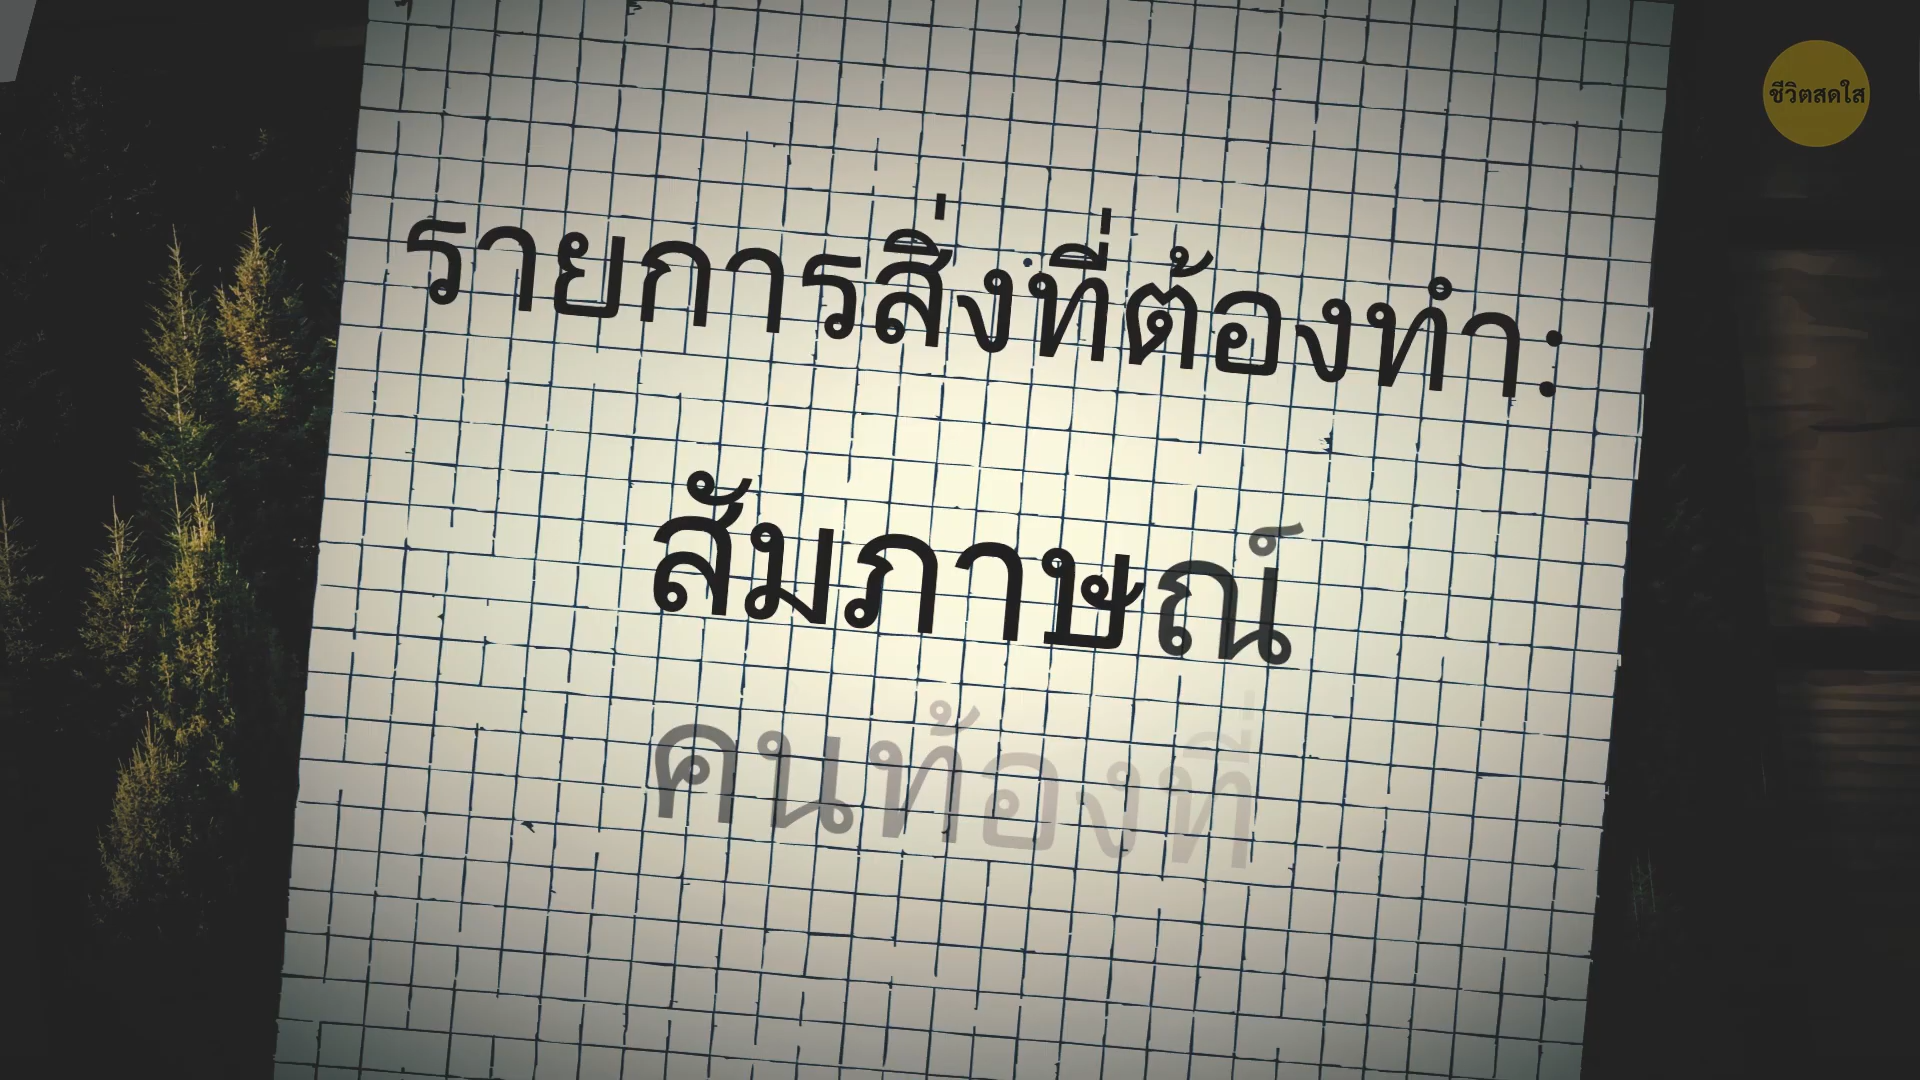 ชีวิตสดใส
รายการสิ่งที่ต้องทำ:
สัมภาษณ์
คนท้องที่